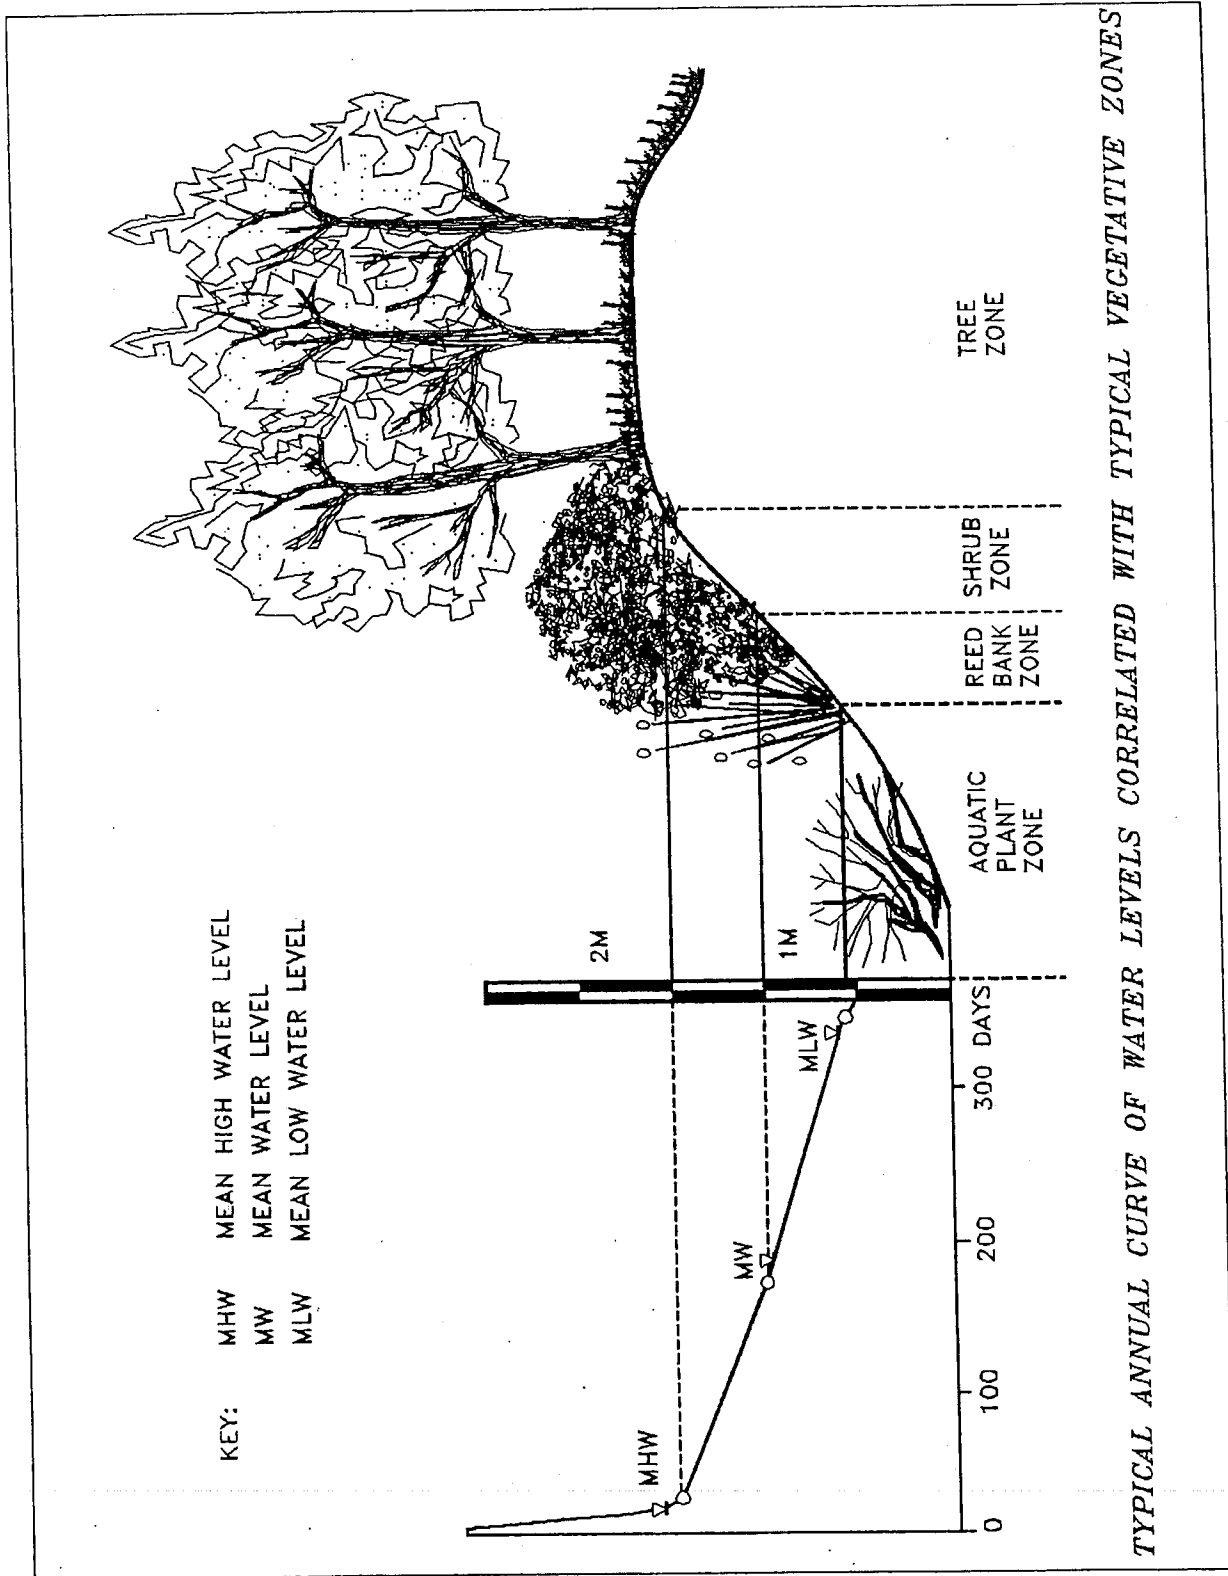 KEY:
MHW MEAN HIGH WATER LEVEL
MW MEAN WATER LEVEL
MLW MEAN LOW WATER LEVEL
MHW
MW
MLW
2M
1M
0
100
200
300 DAYS
AQUATIC
PLANT
ZONE
REED
BANK
ZONE
SHRUB
ZONE
TREE
ZONE
TYPICAL ANNUAL CURVE OF WATER LEVELS CORRELATED WITH TYPICAL VEGETATIVE ZONES